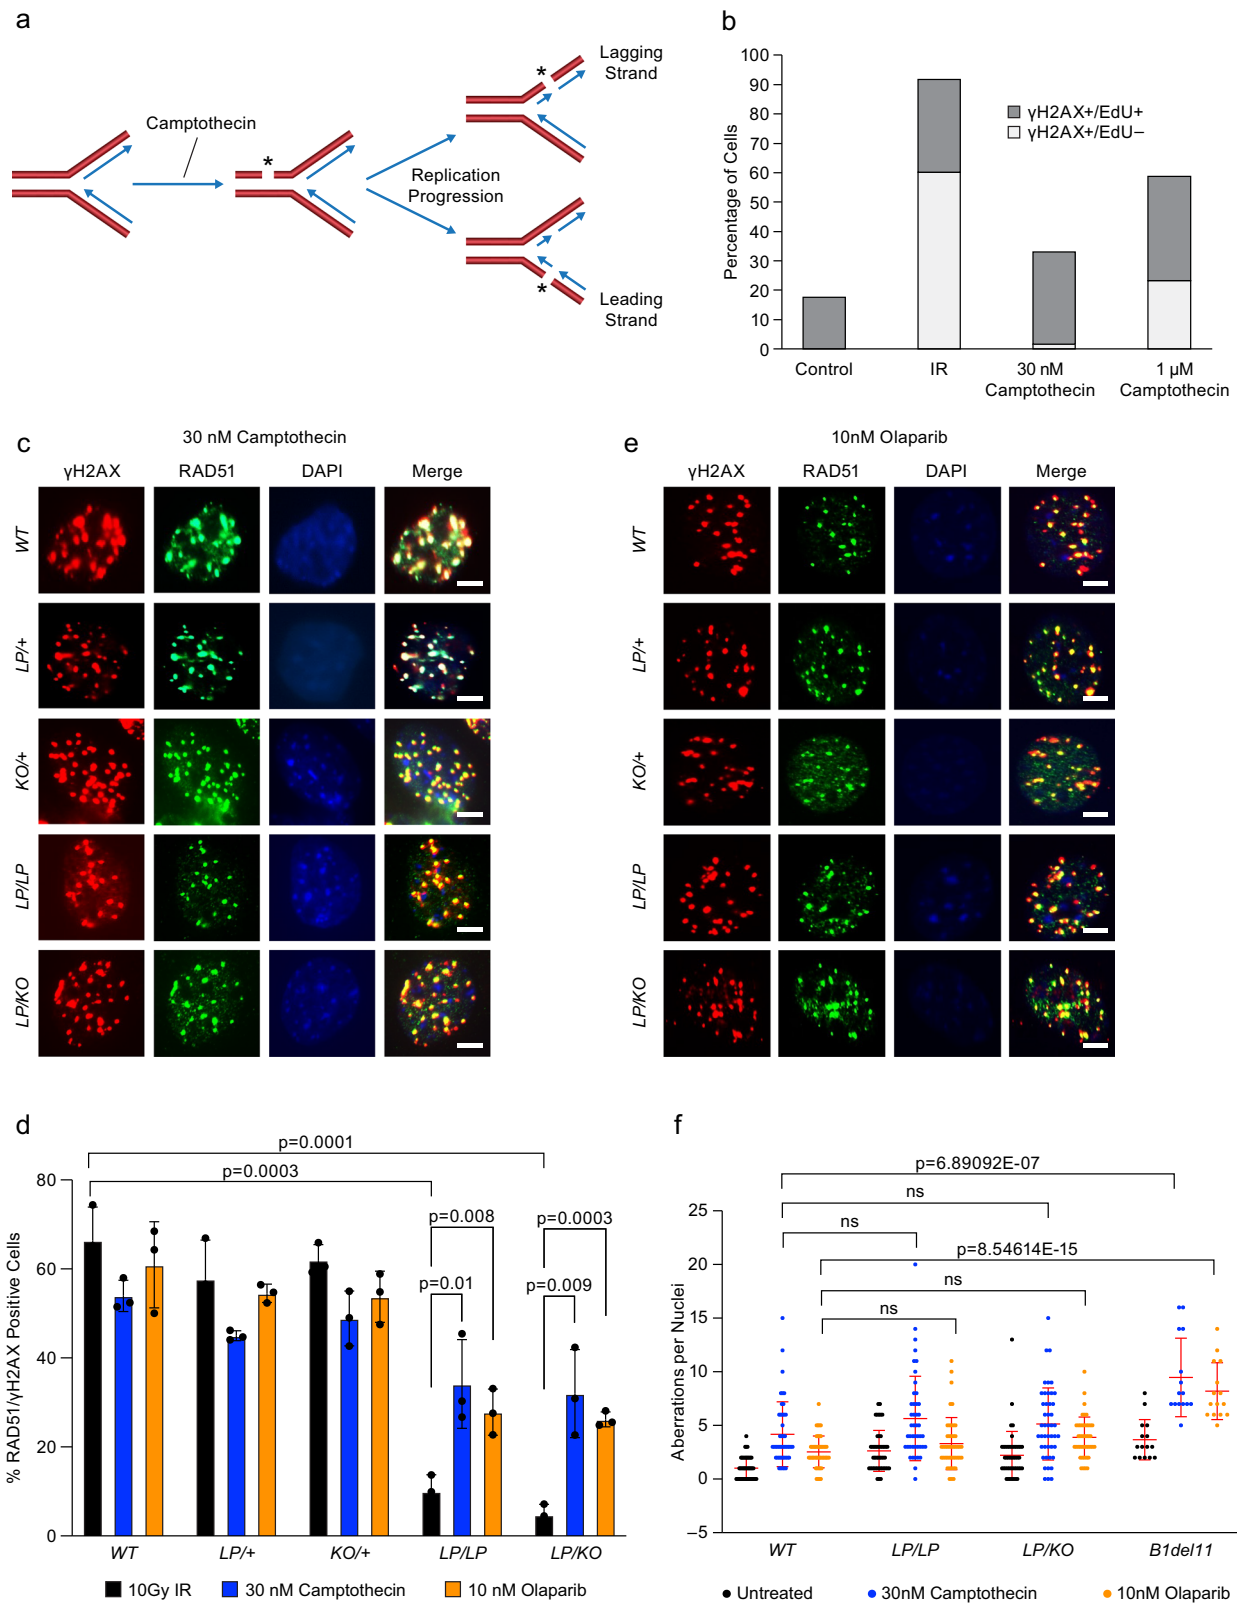 a
Camptothecin
*
Replication
Progression
*
Lagging
Strand
*
Leading
Strand
b
Percentage of Cells
100
90
80
70
60
50
40
30
20
10
0
γH2AX+/EdU+
γH2AX+/EdU–
Control
IR
30 nM
Camptothecin
1 µM
Camptothecin
c
30 nM Camptothecin
γH2AX RAD51 DAPI Merge
WT
LP/+
KO/+
LP/LP
LP/KO
e
10nM Olaparib
γH2AX RAD51 DAPI Merge
WT
LP/+
KO/+
LP/LP
LP/KO
d
% RAD51/γH2AX Positive Cells
80
60
40
20
0
p=0.0001
p=0.0003
p=0.008
p=0.01
p=0.0003
p=0.009
WT LP/+ KO/+ LP/LP LP/KO
10Gy IR 30 nM Camptothecin 10 nM Olaparib
f
Aberrations per Nuclei
25
20
15
10
5
0
–5
p=6.89092E-07
ns
ns
p=8.54614E-15
ns
ns
WT LP/LP LP/KO B1del11
Untreated 30nM Camptothecin 10nM Olaparib